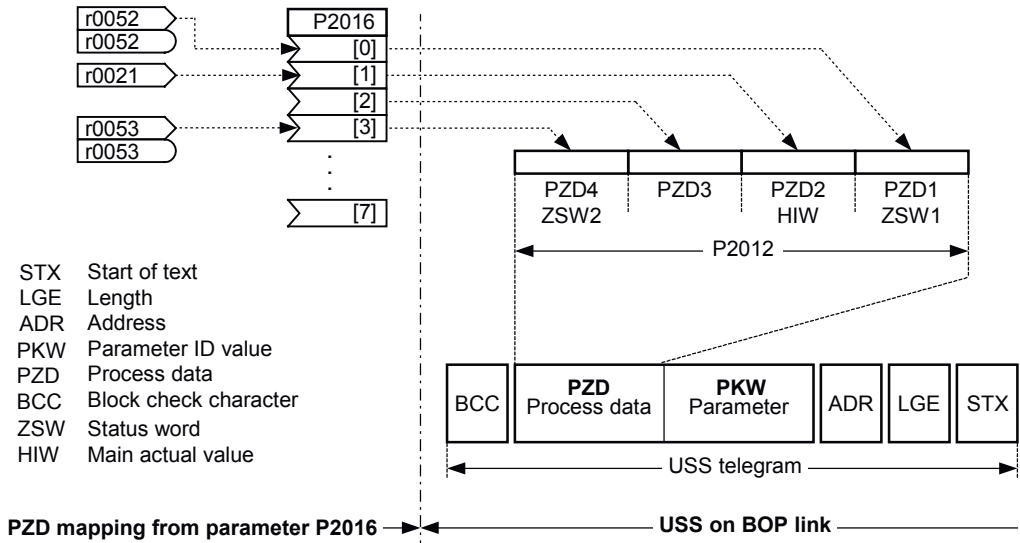 r0052
r0052
r0021
r0053
r0053
P2016
[0]
[1]
[2]
[3]
.
.
.
[7]
PZD4 PZD3 PZD2 PZD1
ZSW2 HIW ZSW1
P2012
STX Start of text
LGE Length
ADR Address
PKW Parameter ID value
PZD Process data
BCC Block check character
ZSW Status word
HIW Main actual value
BCC
PZD
Process data
PKW
Parameter
ADR
LGE
STX
USS telegram
PZD mapping from parameter P2016
USS on BOP link